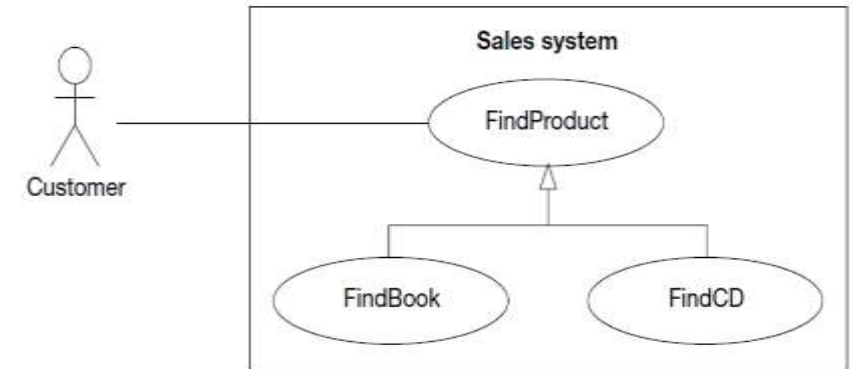 Sales system
FindProduct
Customer
FindBook
FindCD